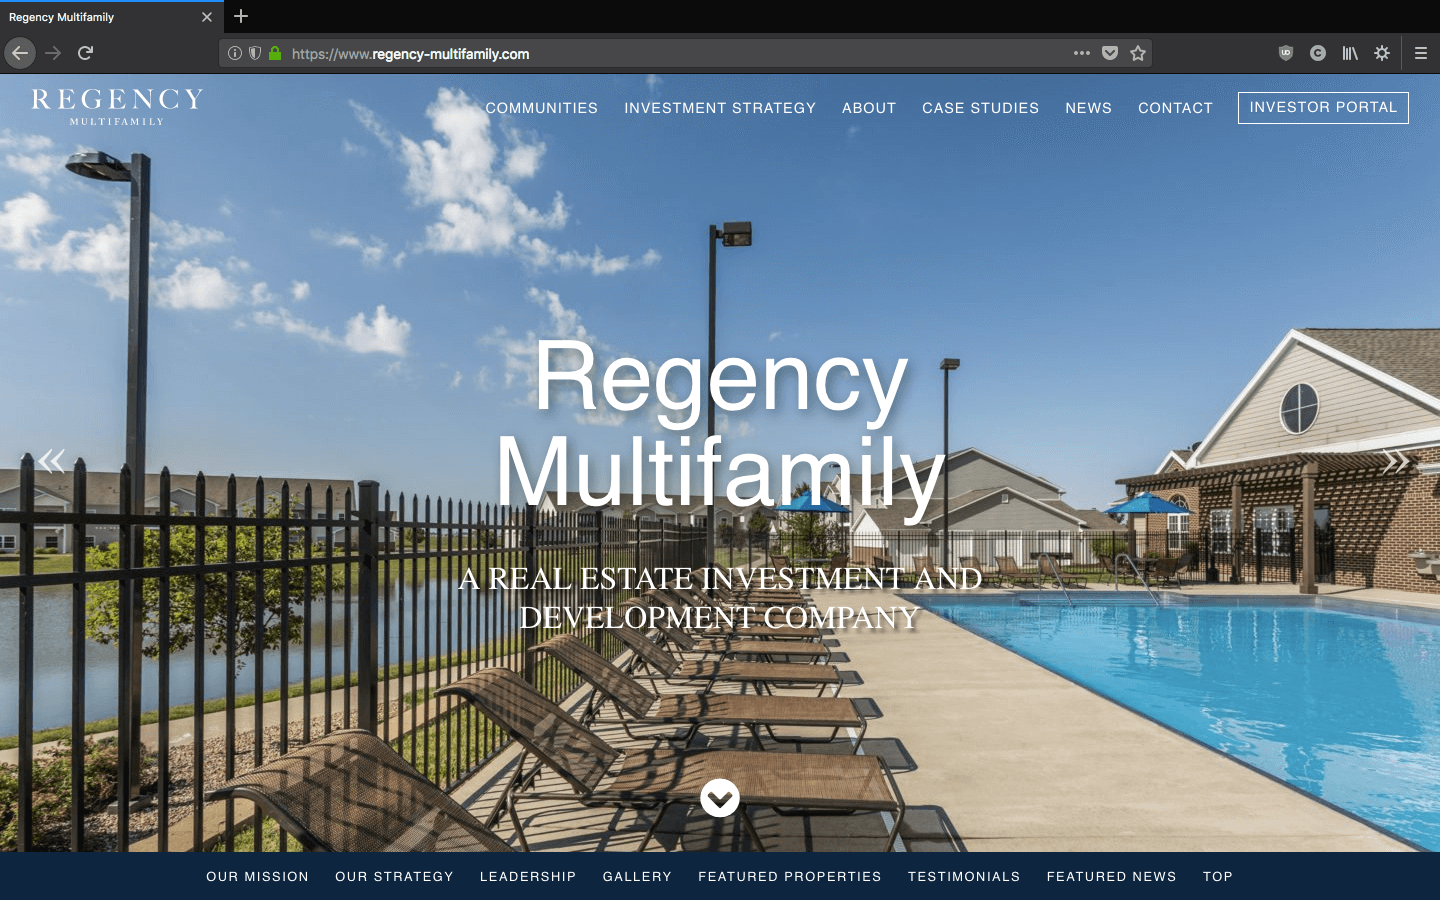 Regency Multifamily
https://www.regency-multifamily.com
REGENCY
MULTIFAMILY
COMMUNITIES INVESTMENT STRATEGY ABOUT CASE STUDIES NEWS CONTACT INVESTOR PORTAL
Regency
Multifamily
A REAL ESTATE INVESTMENT AND
DEVELOPMENT COMPANY
OUR MISSION OUR STRATEGY LEADERSHIP GALLERY FEATURED PROPERTIES TESTIMONIALS FEATURED NEWS TOP